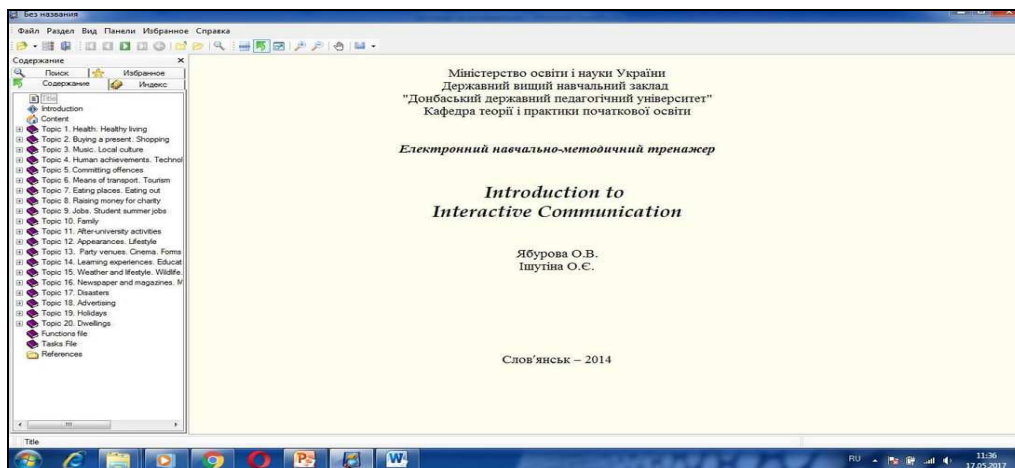 Без названия
Файл Раздел Вид Панели Избранное Справка
Содержание
Поиск Избранное
Содержание Индекс
Title
Introduction
Content
Topic 1. Health. Healthy living
Topic 2. Buying a present. Shopping
Topic 3. Music. Local culture
Topic 4. Human achievements. Technol
Topic 5. Committing offences
Topic 6. Means of transport. Tourism
Topic 7. Eating places. Eating out
Topic 8. Raising money for charity
Topic 9. Jobs. Student summer jobs
Topic 10. Family
Topic 11. After-university activities
Topic 12. Appearances. Lifestyle
Topic 13. Party venues. Cinema. Forms
Topic 14. Learning experiences. Educat
Topic 15. Weather and lifestyle. Wildlife.
Topic 16. Newspaper and magazines. M
Topic 17. Disasters
Topic 18. Advertising
Topic 19. Holidays
Topic 20. Dwellings
Functions file
Tasks File
References
Міністерство освіти і науки України
Державний вищий навчальний заклад
"Донбаський державний педагогічний університет"
Кафедра теорії і практики початкової освіти
Електронний навчально-методичний тренажер
Introduction to
Interactive Communication
Ябурова О.В.
Ішутіна О.Є.
Слов'янськ – 2014
Title
RU
11:36
17.05.2017